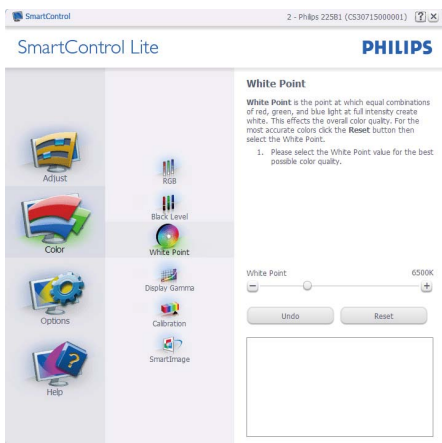 SmartControl
2 - Philips 225B1 (CS30715000001)
SmartControl Lite
PHILIPS
Adjust
Color
Options
Help
RGB
Black Level
White Point
Display Gamma
Calibration
SmartImage
White Point
White Point is the point at which equal combinations
of red, green, and blue light at full intensity create
white. This effects the overall color quality. For the
most accurate colors click the Reset button then
select the White Point.
1. Please select the White Point value for the best
possible color quality.
White Point 6500K
Undo Reset